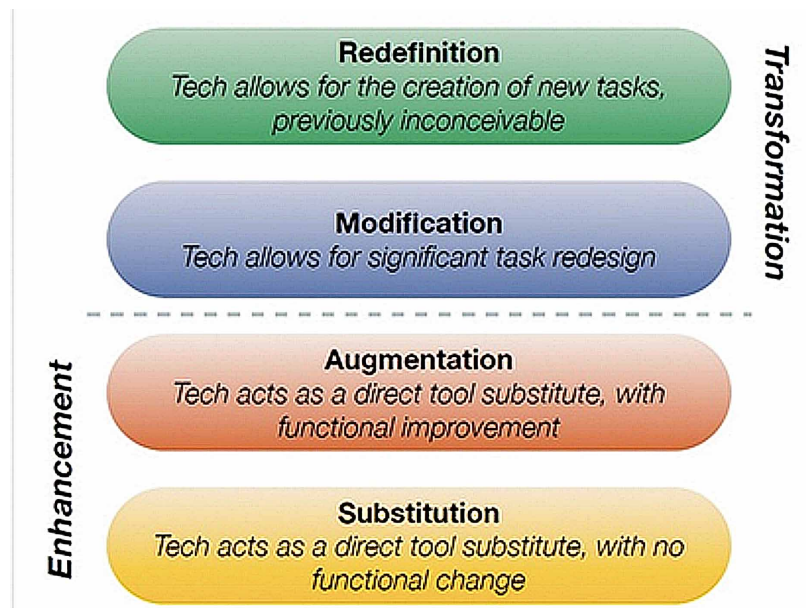 Redefinition
Tech allows for the creation of new tasks,
previously inconceivable
Transformation
Modification
Tech allows for significant task redesign
Enhancement
Augmentation
Tech acts as a direct tool substitute, with
functional improvement
Substitution
Tech acts as a direct tool substitute, with no
functional change